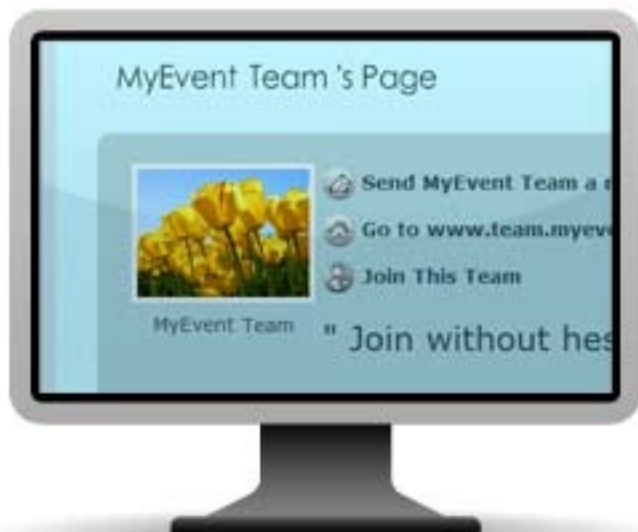 MyEvent Team 's Page
Send MyEvent Team a
Go to www.team.myeve
Join This Team
MyEvent Team
" Join without hes